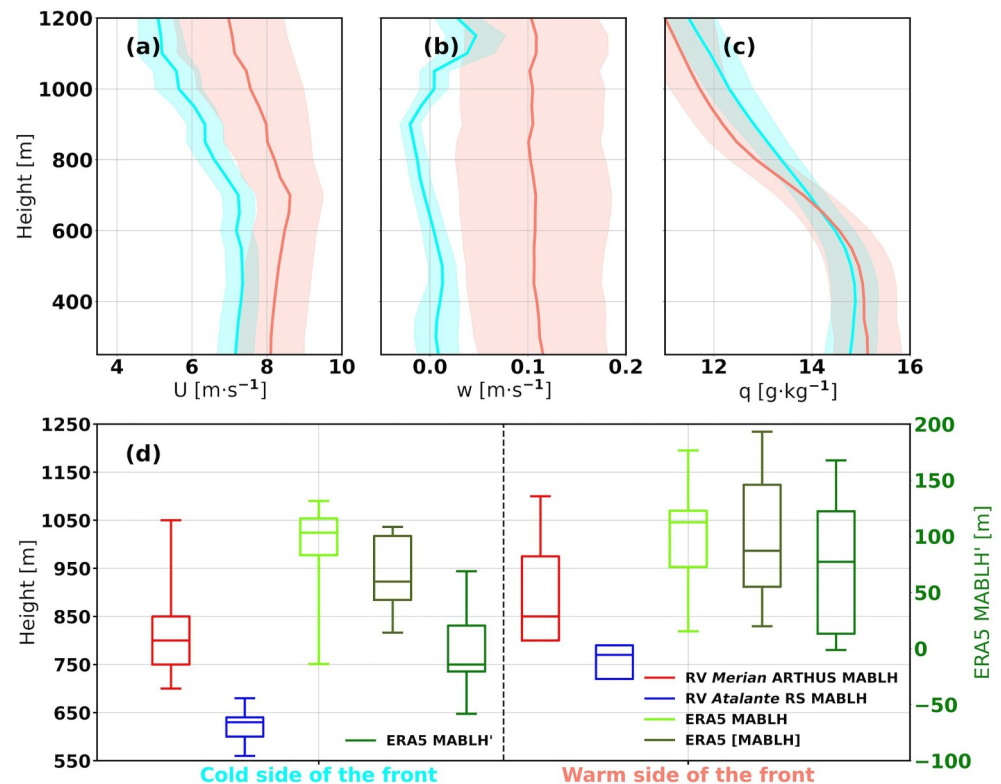 1200
1000
800
600
400
Height [m]
(a)
(b)
(c)
4 6 8 10
0.0 0.1 0.2
12 14 16
U [m·s⁻¹]
w [m·s⁻¹]
q [g·kg⁻¹]
(d)
1250
1150
1050
950
850
750
650
550
Height [m]
200
150
100
50
0
−50
−100
ERA5 MABLH' [m]
RV Merian ARTHUS MABLH
RV Atalante RS MABLH
ERA5 MABLH
ERA5 [MABLH]
ERA5 MABLH'
Cold side of the front
Warm side of the front